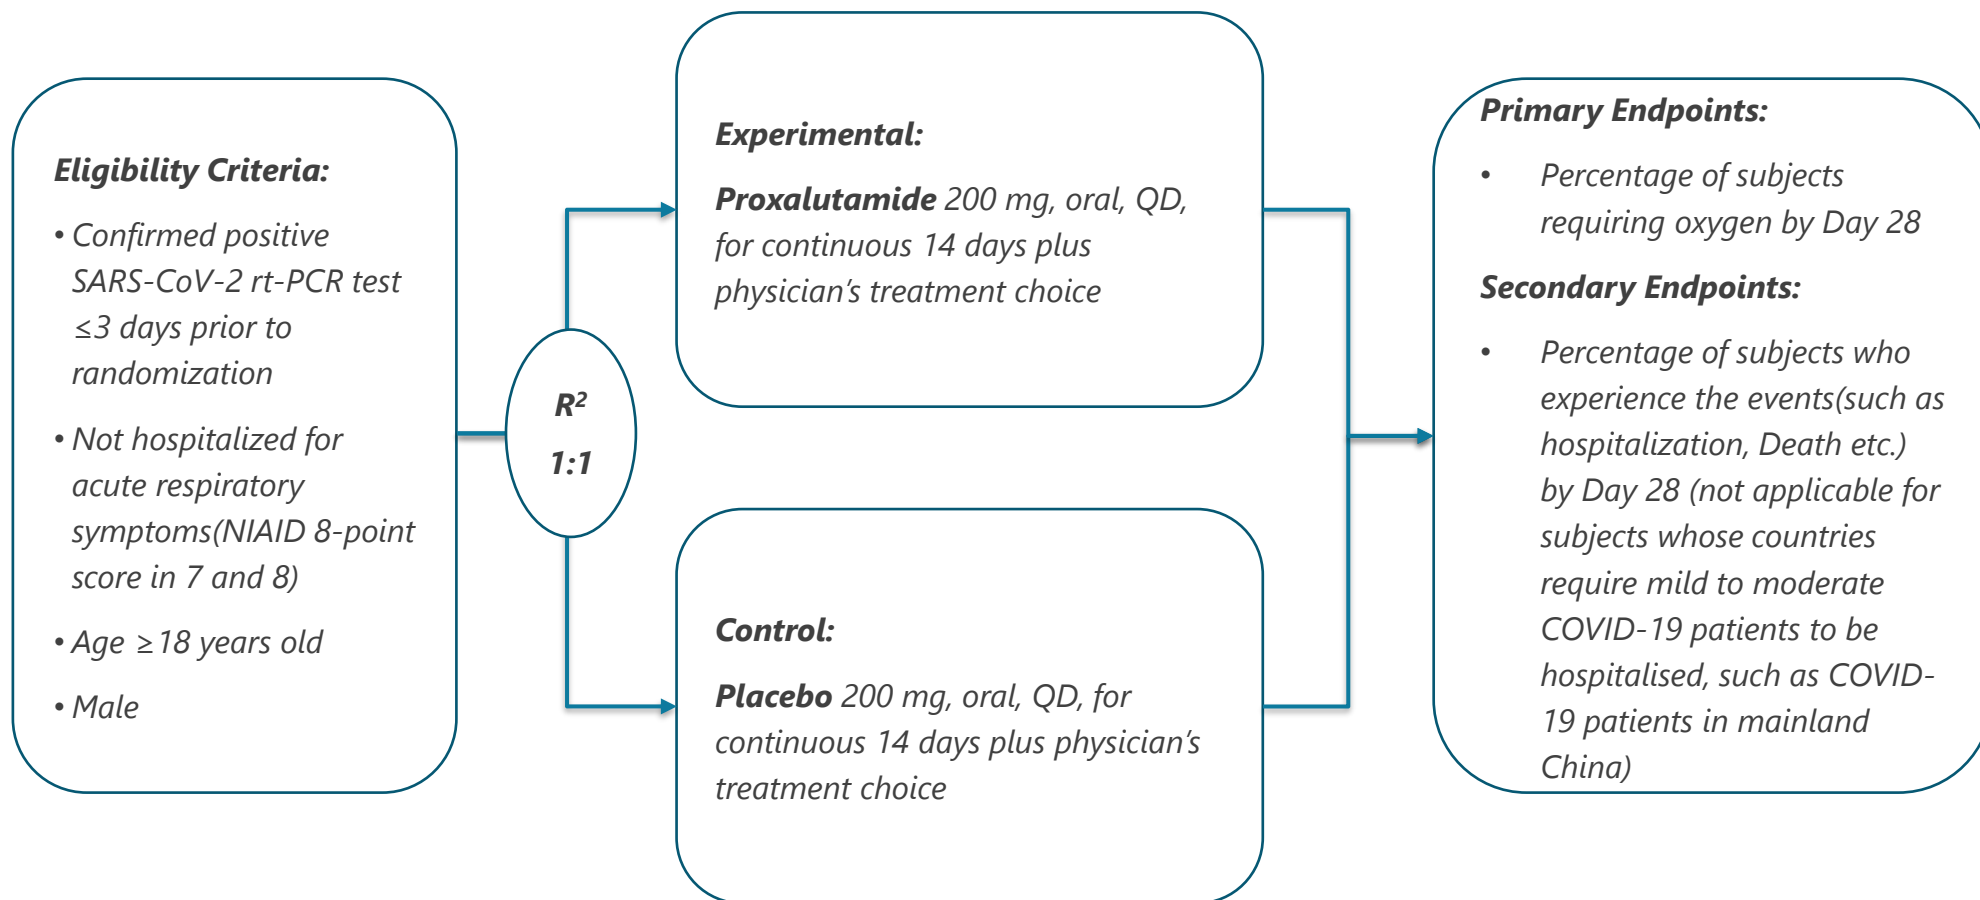 Eligibility Criteria:
• Confirmed positive
SARS-CoV-2 rt-PCR test
≤3 days prior to
randomization
• Not hospitalized for
acute respiratory
symptoms(NIAID 8-point
score in 7 and 8)
• Age ≥18 years old
• Male
R²
1:1
Experimental:
Proxalutamide 200 mg, oral, QD,
for continuous 14 days plus
physician’s treatment choice
Control:
Placebo 200 mg, oral, QD, for
continuous 14 days plus physician’s
treatment choice
Primary Endpoints:
• Percentage of subjects
requiring oxygen by Day 28
Secondary Endpoints:
• Percentage of subjects who
experience the events(such as
hospitalization, Death etc.)
by Day 28 (not applicable for
subjects whose countries
require mild to moderate
COVID-19 patients to be
hospitalised, such as COVID-
19 patients in mainland
China)